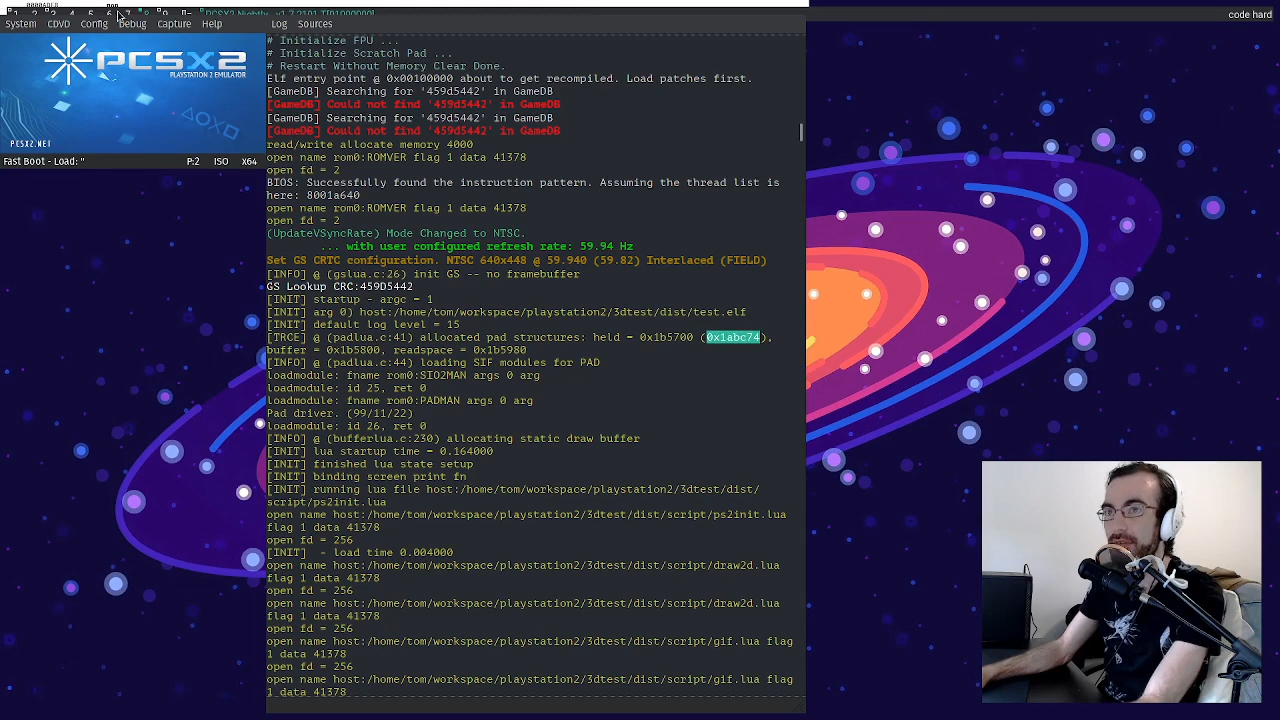 code hard
System CDVD Config Debug Capture Help
PCSX2
PLAYSTATION 2 EMULATOR
PCSX2.NET
Fast Boot - Load: '' P:2 ISO X64
Log Sources
# Initialize FPU ...
# Initialize Scratch Pad ...
# Restart Without Memory Clear Done.
Elf entry point @ 0x00100000 about to get recompiled. Load patches first.
[GameDB] Searching for '459d5442' in GameDB
[GameDB] Could not find '459d5442' in GameDB
[GameDB] Searching for '459d5442' in GameDB
[GameDB] Could not find '459d5442' in GameDB
read/write allocate memory 4000
open name rom0:ROMVER flag 1 data 41378
open fd = 2
BIOS: Successfully found the instruction pattern. Assuming the thread list is
here: 8001a640
open name rom0:ROMVER flag 1 data 41378
open fd = 2
(UpdateVSyncRate) Mode Changed to NTSC.
... with user configured refresh rate: 59.94 Hz
Set GS CRTC configuration. NTSC 640x448 @ 59.940 (59.82) Interlaced (FIELD)
[INFO] @ (gslua.c:26) init GS -- no framebuffer
GS Lookup CRC:459D5442
[INIT] startup - argc = 1
[INIT] arg 0) host:/home/tom/workspace/playstation2/3dtest/dist/test.elf
[INIT] default log level = 15
[TRCE] @ (padlua.c:41) allocated pad structures: held = 0x1b5700 (0x1abc74),
buffer = 0x1b5800, readspace = 0x1b5980
[INFO] @ (padlua.c:44) loading SIF modules for PAD
loadmodule: fname rom0:SIO2MAN args 0 arg
loadmodule: id 25, ret 0
loadmodule: fname rom0:PADMAN args 0 arg
Pad driver. (99/11/22)
loadmodule: id 26, ret 0
[INFO] @ (bufferlua.c:230) allocating static draw buffer
[INIT] lua startup time = 0.164000
[INIT] finished lua state setup
[INIT] binding screen print fn
[INIT] running lua file host:/home/tom/workspace/playstation2/3dtest/dist/
script/ps2init.lua
open name host:/home/tom/workspace/playstation2/3dtest/dist/script/ps2init.lua
flag 1 data 41378
open fd = 256
[INIT]  - load time 0.004000
open name host:/home/tom/workspace/playstation2/3dtest/dist/script/draw2d.lua
flag 1 data 41378
open fd = 256
open name host:/home/tom/workspace/playstation2/3dtest/dist/script/draw2d.lua
flag 1 data 41378
open fd = 256
open name host:/home/tom/workspace/playstation2/3dtest/dist/script/gif.lua flag
1 data 41378
open fd = 256
open name host:/home/tom/workspace/playstation2/3dtest/dist/script/gif.lua flag
1 data 41378